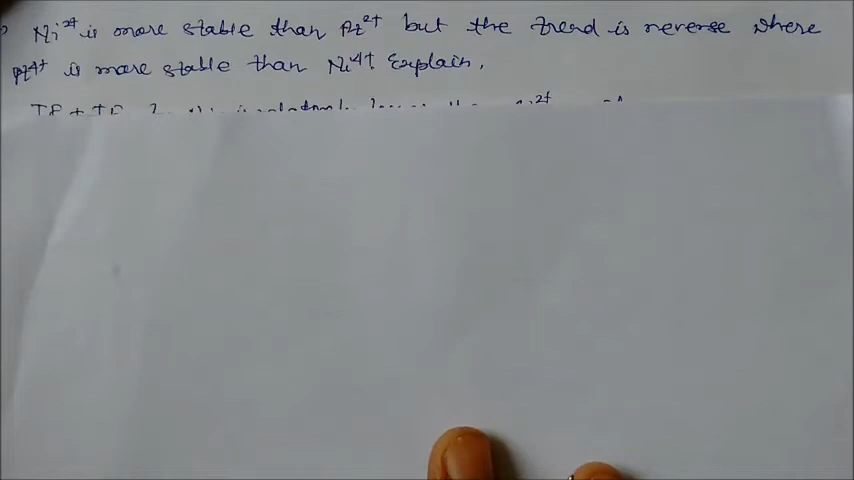 Ni2+ is more stable than Pt2+ but the trend is reverse where
Pt4+ is more stable than Ni4+. Explain.